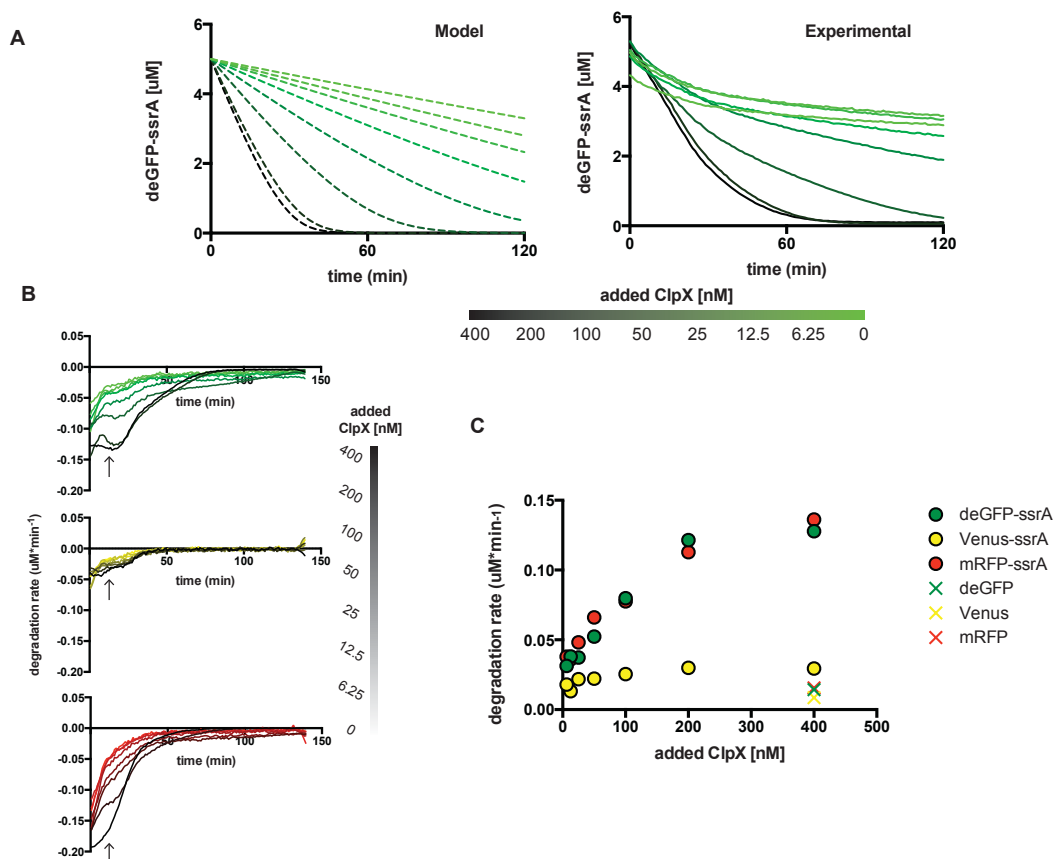 A
Model
deGFP-ssrA [uM]
6
4
2
0
0
60
120
time (min)
Experimental
deGFP-ssrA [uM]
6
4
2
0
0
60
120
time (min)
added ClpX [nM]
400 200 100 50 25 12.5 6.25 0
B
degradation rate (uM*min-1)
0.05
0.00
-0.05
-0.10
-0.15
-0.20
50
100
150
time (min)
↑
0.05
0.00
-0.05
-0.10
-0.15
-0.20
50
100
150
time (min)
↑
0.05
0.00
-0.05
-0.10
-0.15
-0.20
50
100
150
time (min)
↑
added
ClpX [nM]
400
200
100
50
25
12.5
6.25
0
C
degradation rate (uM*min-1)
0.15
0.10
0.05
0.00
0 100 200 300 400 500
added ClpX [nM]
deGFP-ssrA
Venus-ssrA
mRFP-ssrA
deGFP
Venus
mRFP